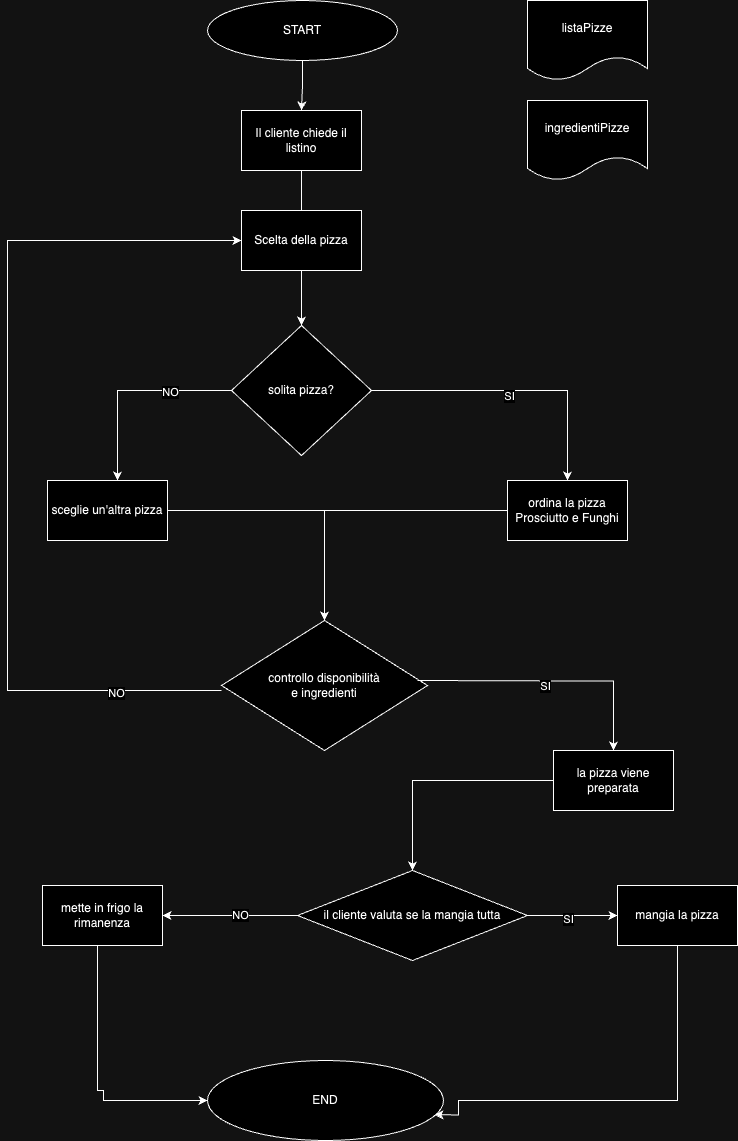 START
listaPizze
Il cliente chiede il
listino
ingredientiPizze
Scelta della pizza
solita pizza?
NO
SI
sceglie un'altra pizza
ordina la pizza
Prosciutto e Funghi
controllo disponibilità
e ingredienti
NO
SI
la pizza viene
preparata
mette in frigo la
rimanenza
NO
il cliente valuta se la mangia tutta
SI
mangia la pizza
END